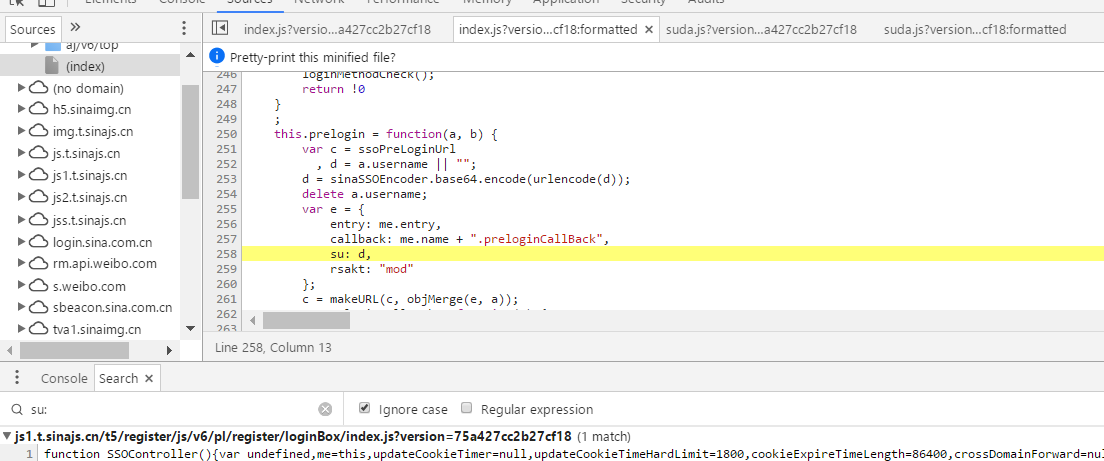 Elements Console Sources Network Performance Memory Application Security Audits
Sources »
index.js?version…a427cc2b27cf18 index.js?versio…cf18:formatted × suda.js?version…a427cc2b27cf18 suda.js?versio…cf18:formatted
aj/v6/top
(index)
(no domain)
h5.sinaimg.cn
img.t.sinajs.cn
js.t.sinajs.cn
js1.t.sinajs.cn
js2.t.sinajs.cn
jss.t.sinajs.cn
login.sina.com.cn
rm.api.weibo.com
s.weibo.com
sbeacon.sina.com.cn
tva1.sinaimg.cn
Pretty-print this minified file?
246 loginMethodCheck();
247 return !0
248 }
249 ;
250 this.prelogin = function(a, b) {
251 var c = ssoPreLoginUrl
252 , d = a.username || "";
253 d = sinaSSOEncoder.base64.encode(urlencode(d));
254 delete a.username;
255 var e = {
256 entry: me.entry,
257 callback: me.name + ".preloginCallBack",
258 su: d,
259 rsakt: "mod"
260 };
261 c = makeURL(c, objMerge(e, a));
262
263
Line 258, Column 13
Console Search ×
su:
Ignore case Regular expression
js1.t.sinajs.cn/t5/register/js/v6/pl/register/loginBox/index.js?version=75a427cc2b27cf18 (1 match)
1 function SSOController(){var undefined,me=this,updateCookieTimer=null,updateCookieTimeHardLimit=1800,cookieExpireTimeLength=86400,crossDomainForward=nul